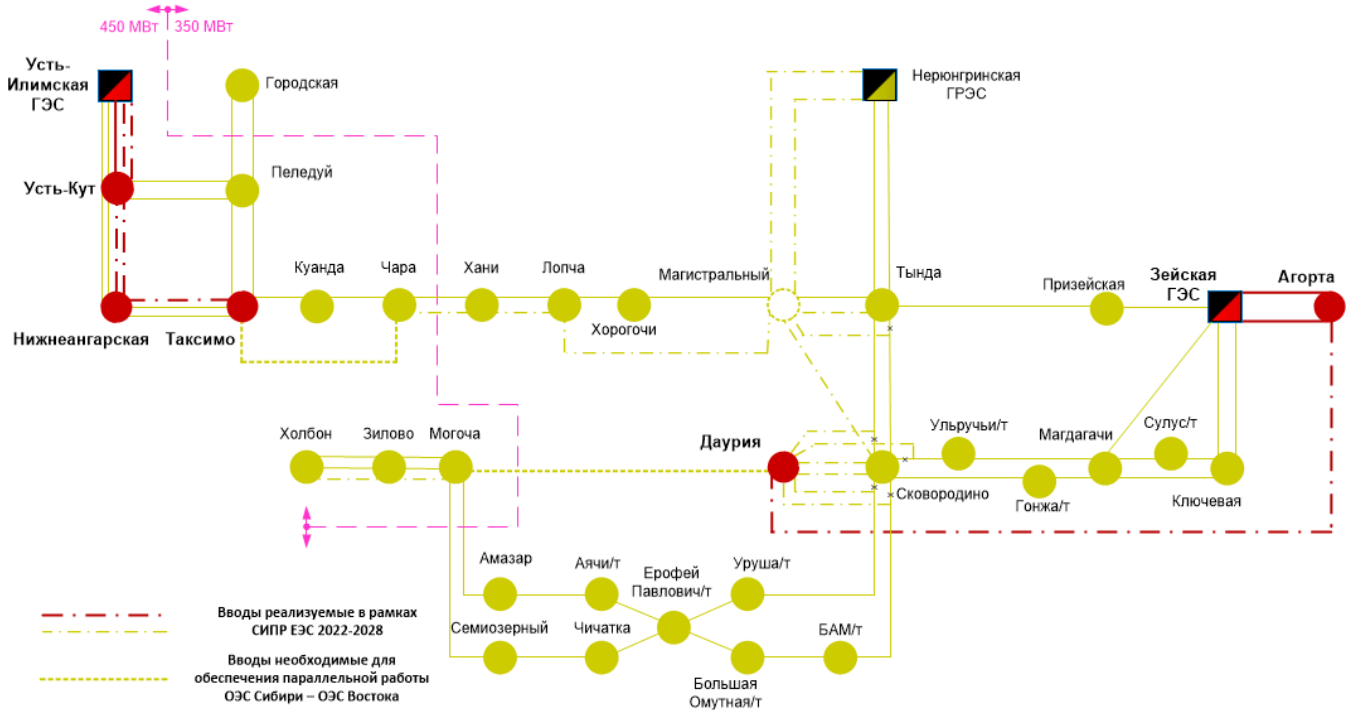 450 МВт
350 МВт
Усть-
Илимская
ГЭС
Городская
Нерюнгринская
ГРЭС
Усть-Кут
Пеледуй
Куанда
Чара
Хани
Лопча
Магистральный
Тында
Призейская
Зейская
ГЭС
Агорта
Хорогочи
Нижнеангарская
Таксимо
Холбон
Зилово
Могоча
Даурия
Ульручьи/т
Магдагачи
Сулус/т
Сковородино
Гонжа/т
Ключевая
Амазар
Аячи/т
Ерофей
Павлович/т
Уруша/т
Семиозерный
Чичатка
БАМ/т
Большая
Омутная/т
Вводы реализуемые в рамках
СИПР ЕЭС 2022-2028
Вводы необходимые для
обеспечения параллельной работы
ОЭС Сибири – ОЭС Востока